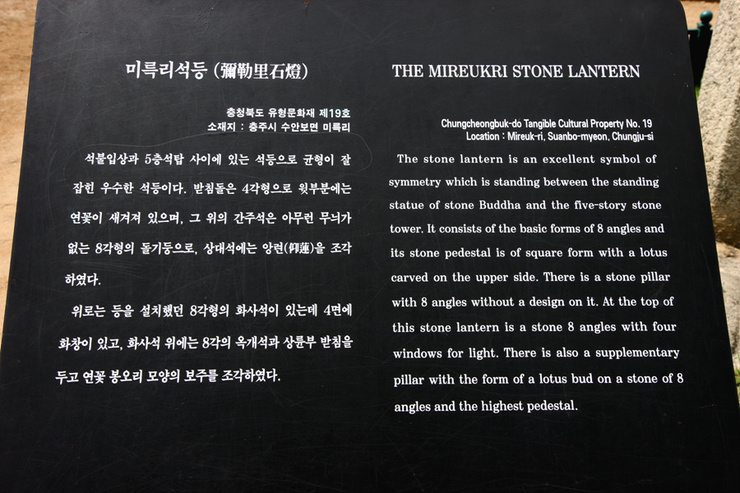 미륵리석등 (彌勒里石燈)
충청북도 유형문화재 제19호
소재지 : 충주시 수안보면 미륵리
석불입상과 5층석탑 사이에 있는 석등으로 균형이 잘
잡힌 우수한 석등이다. 받침돌은 4각형으로 윗부분에는
연꽃이 새겨져 있으며, 그 위의 간주석은 아무런 무늬가
없는 8각형의 돌기둥으로, 상대석에는 앙련(仰蓮)을 조각
하였다.
위로는 등을 설치했던 8각형의 화사석이 있는데 4면에
화창이 있고, 화사석 위에는 8각의 옥개석과 상륜부 받침을
두고 연꽃 봉오리 모양의 보주를 조각하였다.
THE MIREUKRI STONE LANTERN
Chungcheongbuk-do Tangible Cultural Property No. 19
Location : Mireuk-ri, Suanbo-myeon, Chungju-si
The stone lantern is an excellent symbol of
symmetry which is standing between the standing
statue of stone Buddha and the five-story stone
tower. It consists of the basic forms of 8 angles and
its stone pedestal is of square form with a lotus
carved on the upper side. There is a stone pillar
with 8 angles without a design on it. At the top of
this stone lantern is a stone 8 angles with four
windows for light. There is also a supplementary
pillar with the form of a lotus bud on a stone of 8
angles and the highest pedestal.